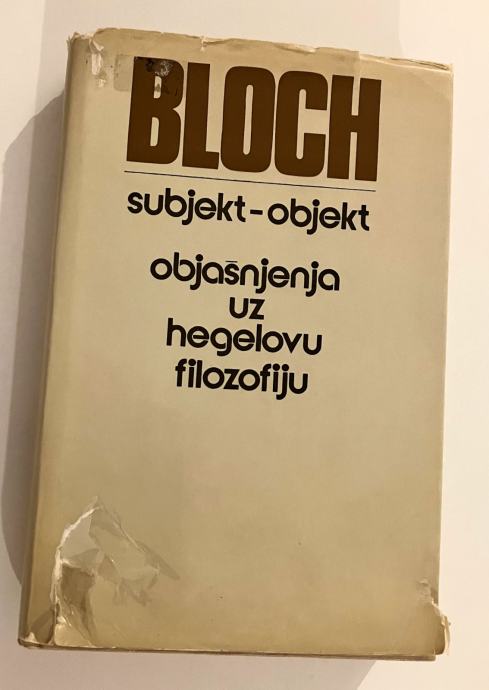 BLOCH
subjekt-objekt
objašnjenja
uz
hegelovu
filozofiju